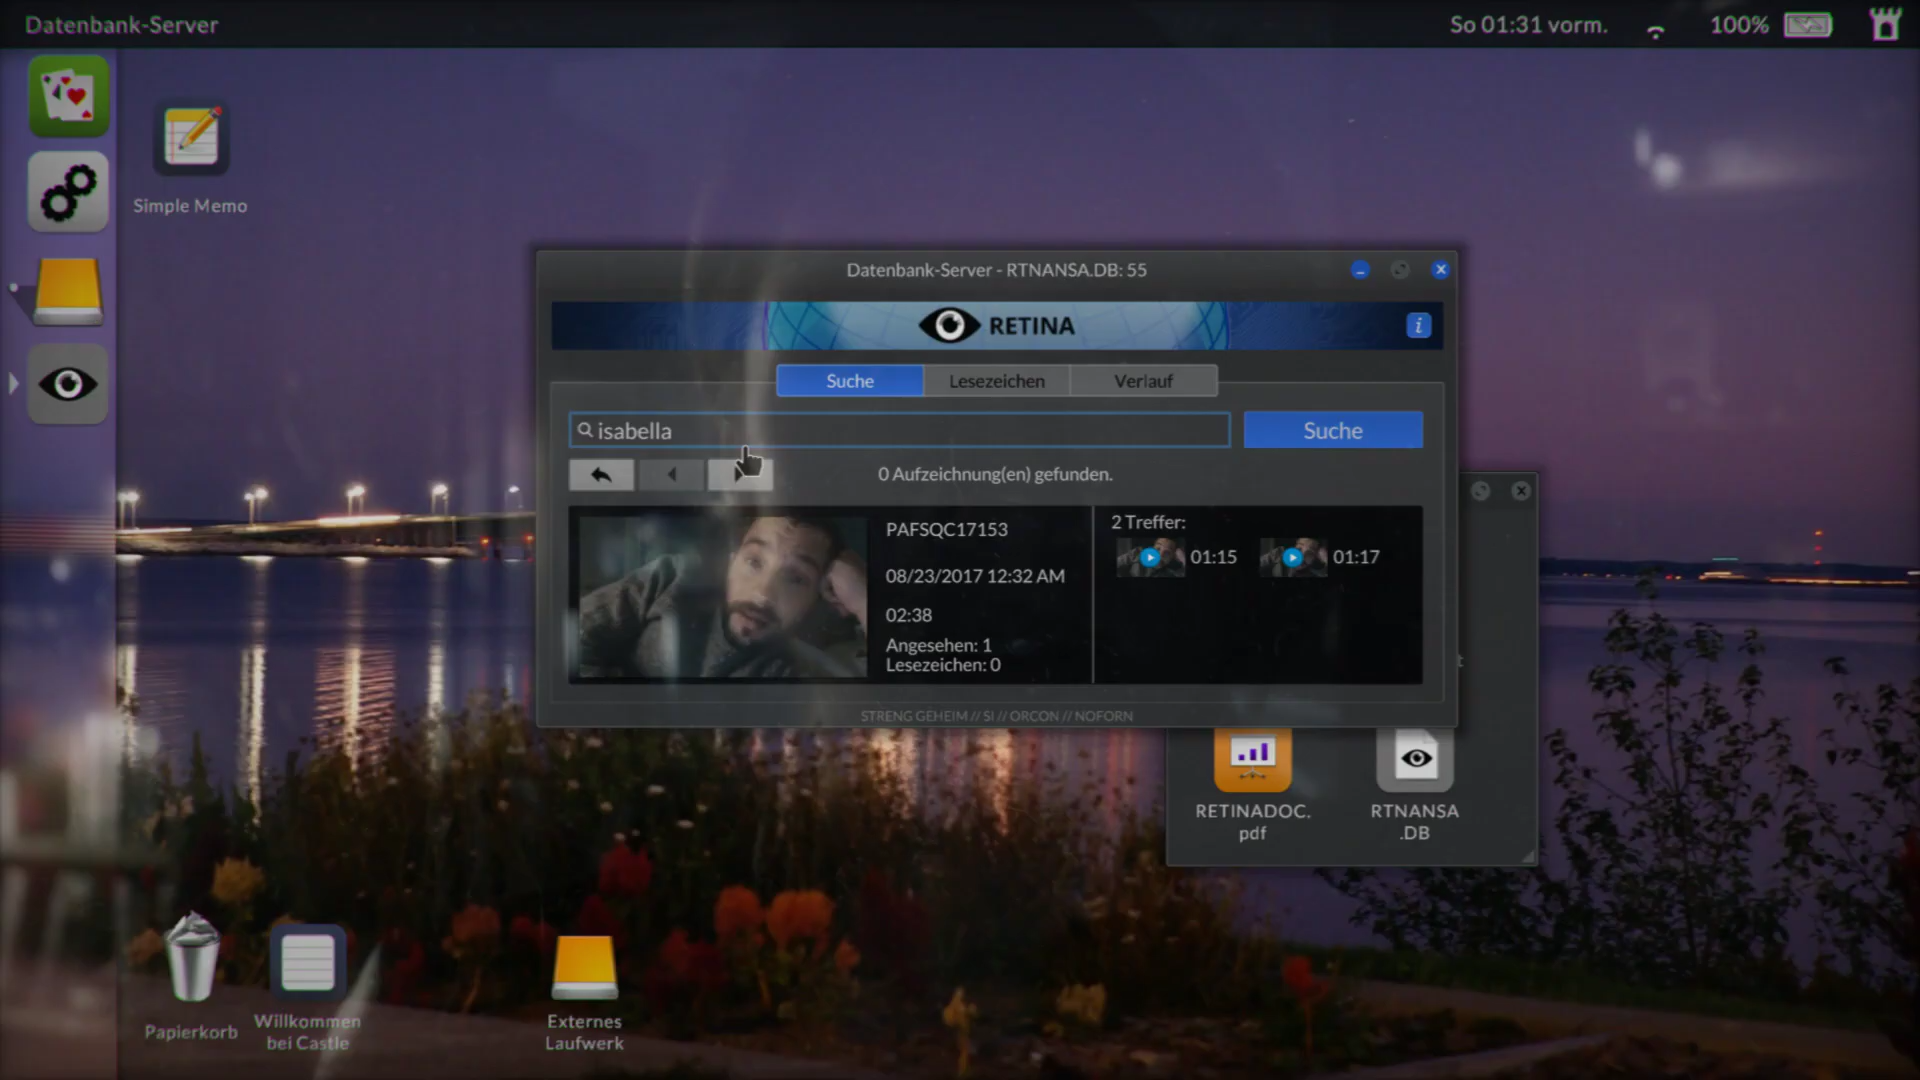 Datenbank-Server
So 01:31 vorm.
100%
Simple Memo
Datenbank-Server - RTNANSA.DB: 55
RETINA
i
Suche
Lesezeichen
Verlauf
isabella
Suche
0 Aufzeichnung(en) gefunden.
PAFSQC17153
08/23/2017 12:32 AM
02:38
Angesehen: 1
Lesezeichen: 0
2 Treffer:
01:15
01:17
STRENG GEHEIM // SI // ORCON // NOFORN
RETINADOC.
pdf
RTNANSA
.DB
Papierkorb
Willkommen
bei Castle
Externes
Laufwerk